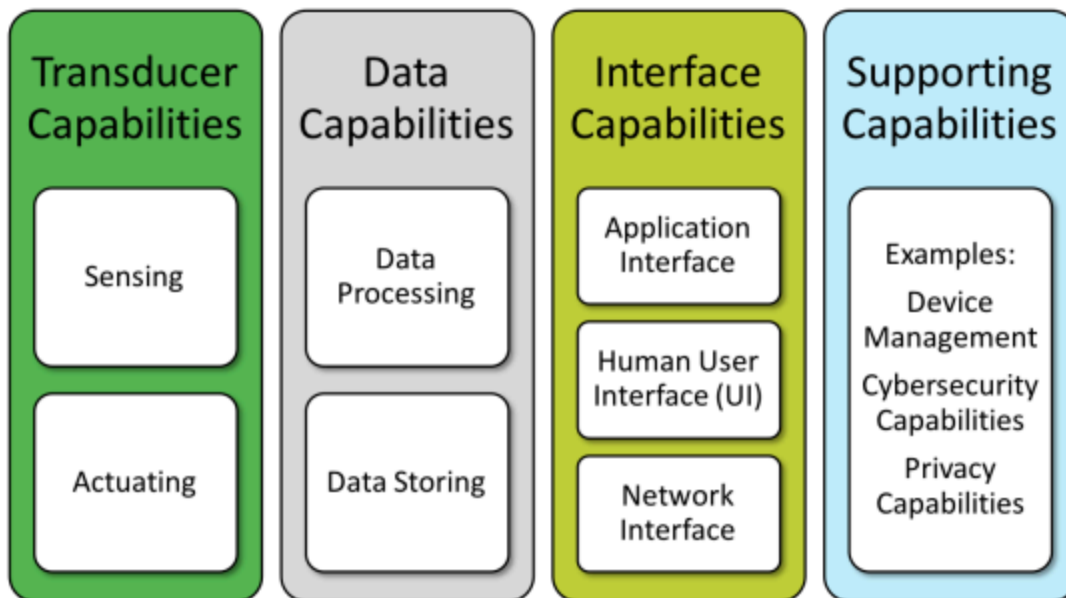 Transducer
Capabilities
Sensing
Actuating
Data
Capabilities
Data
Processing
Data Storing
Interface
Capabilities
Application
Interface
Human User
Interface (UI)
Network
Interface
Supporting
Capabilities
Examples:
Device
Management
Cybersecurity
Capabilities
Privacy
Capabilities